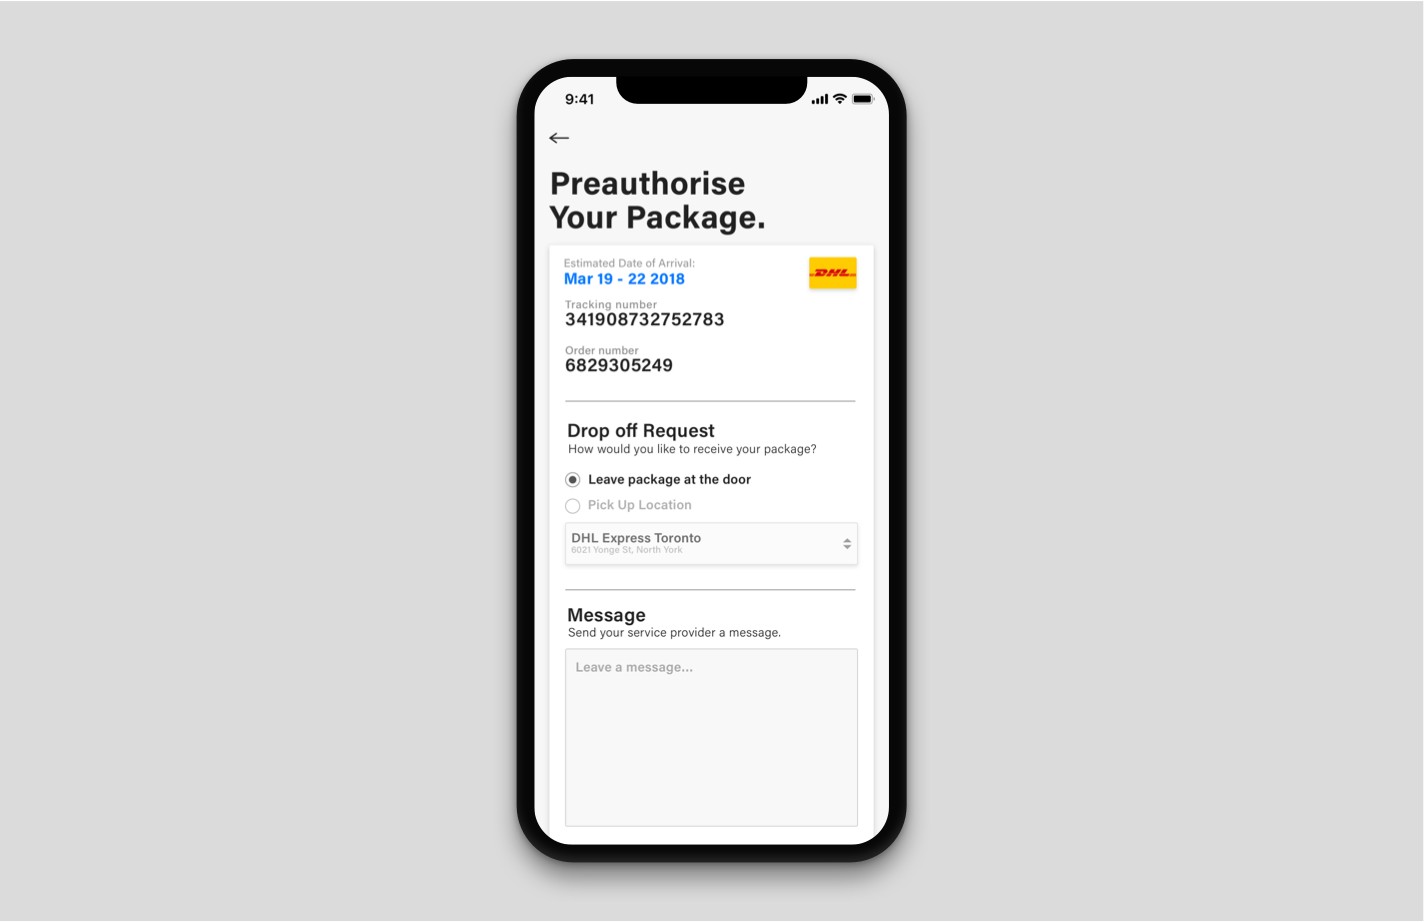 9:41
Preauthorise
Your Package.
Estimated Date of Arrival:
Mar 19 - 22 2018
DHL
Tracking number
341908732752783
Order number
6829305249
Drop off Request
How would you like to receive your package?
Leave package at the door
Pick Up Location
DHL Express Toronto
6021 Yonge St, North York
Message
Send your service provider a message.
Leave a message...